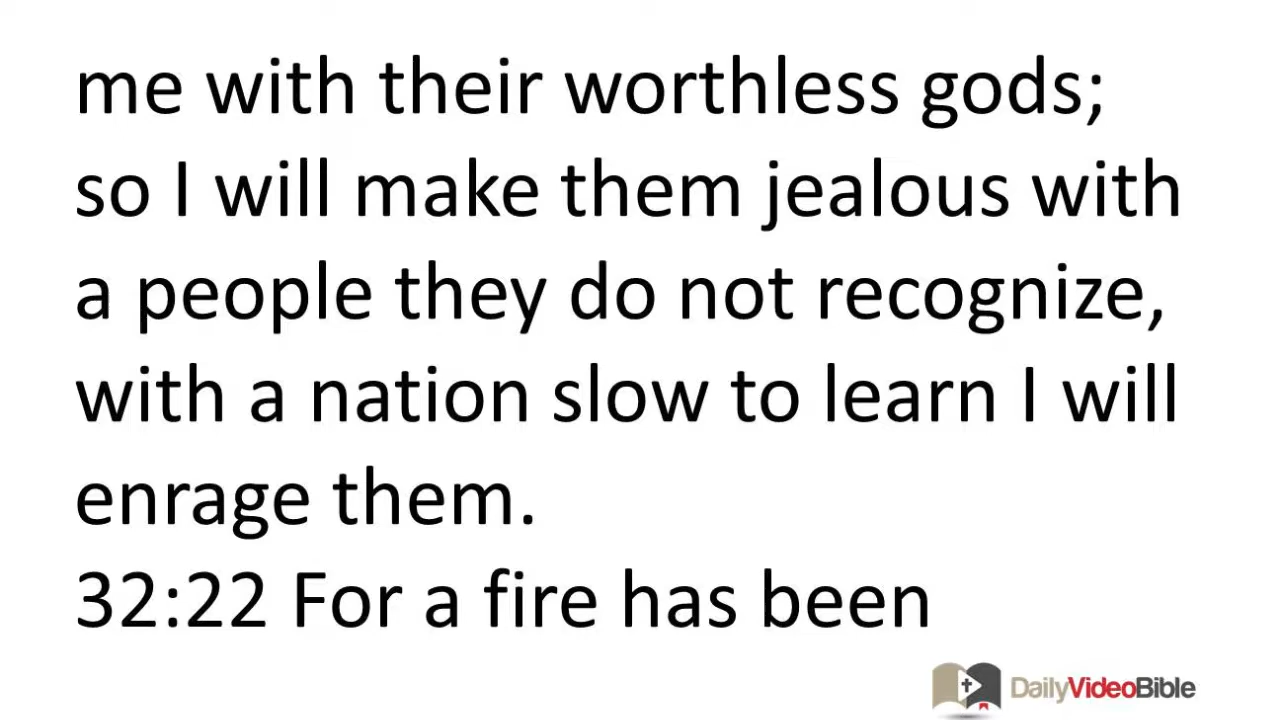 me with their worthless gods;
so I will make them jealous with
a people they do not recognize,
with a nation slow to learn I will
enrage them.
32:22 For a fire has been
DailyVideoBible